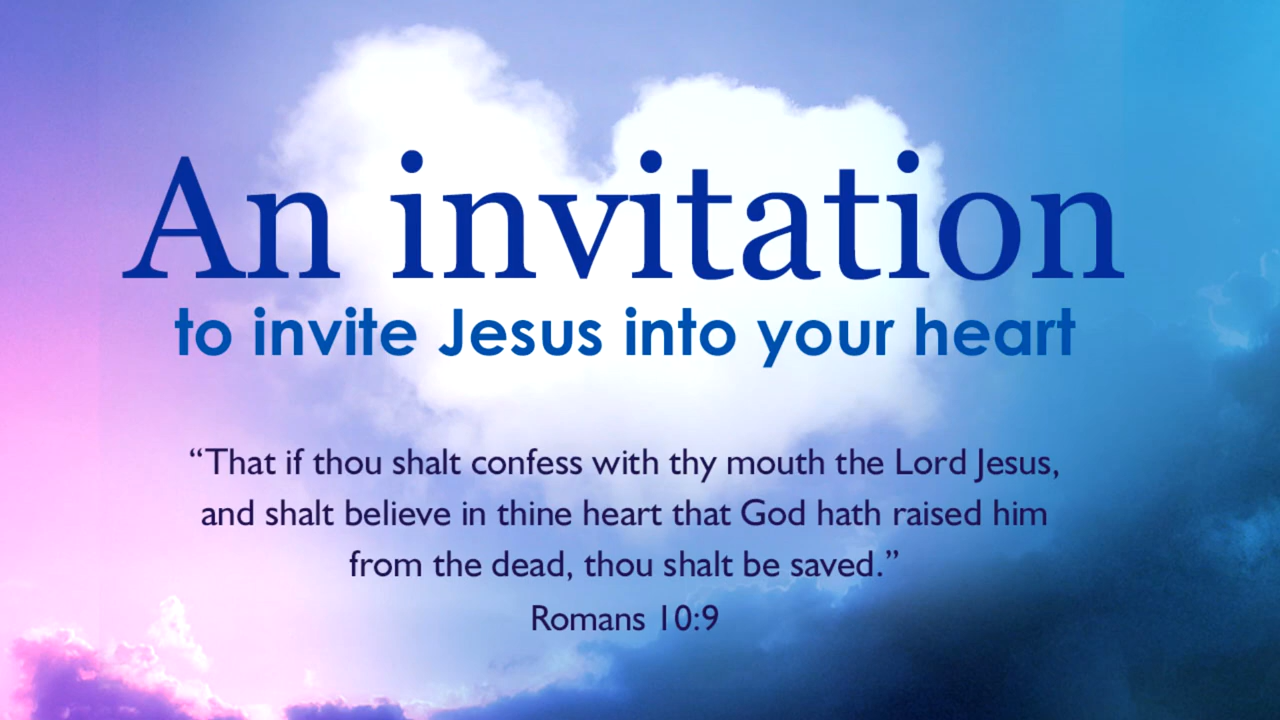 An invitation
to invite Jesus into your heart
“That if thou shalt confess with thy mouth the Lord Jesus,
and shalt believe in thine heart that God hath raised him
from the dead, thou shalt be saved.”
Romans 10:9